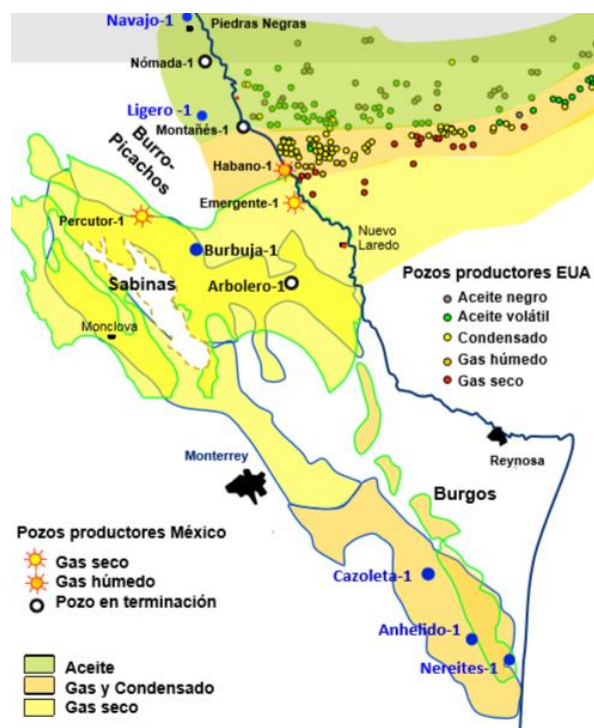 Navajo-1
Piedras Negras
Nómada-1
Ligero -1
Montañés-1
Burro-
Picachos
Habano-1
Emergente-1
Percutor-1
Nuevo
Laredo
Burbuja-1
Sabinas
Arbolero-1
Monclova
Pozos productores EUA
Aceite negro
Aceite volátil
Condensado
Gas húmedo
Gas seco
Monterrey
Reynosa
Burgos
Pozos productores México
Gas seco
Gas húmedo
Pozo en terminación
Cazoleta-1
Anhelido-1
Nereites-1
Aceite
Gas y Condensado
Gas seco